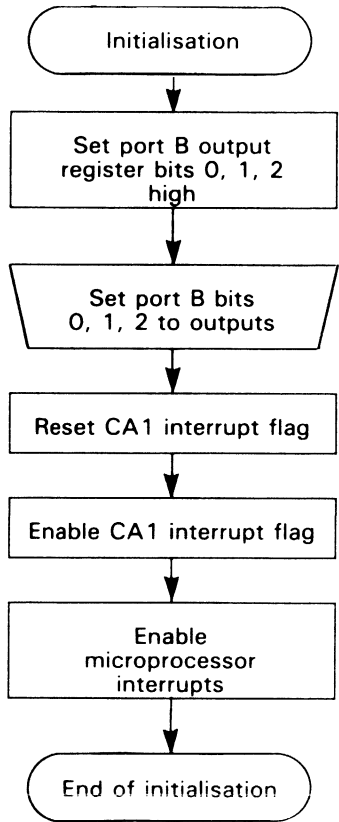 Initialisation
Set port B output
register bits 0, 1, 2
high
Set port B bits
0, 1, 2 to outputs
Reset CA1 interrupt flag
Enable CA1 interrupt flag
Enable
microprocessor
interrupts
End of initialisation